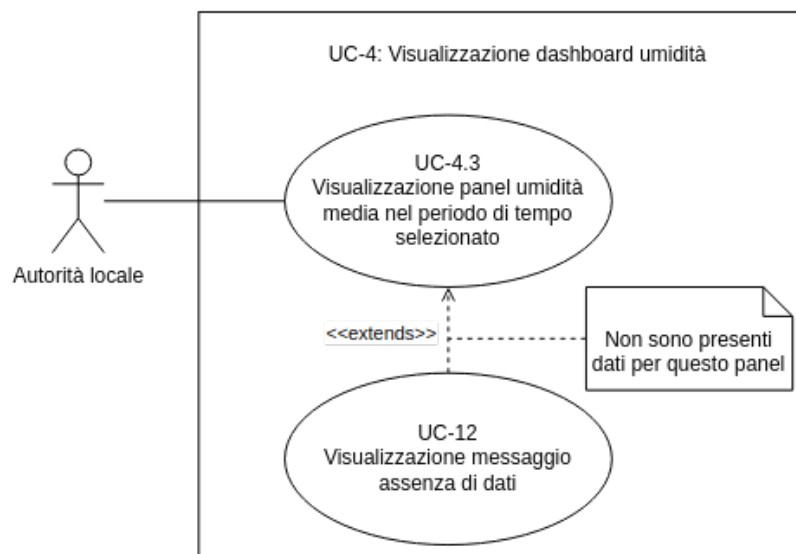 UC-4: Visualizzazione dashboard umidità
UC-4.3
Visualizzazione panel umidità
media nel periodo di tempo
selezionato
Autorità locale
<<extends>>
Non sono presenti
dati per questo panel
UC-12
Visualizzazione messaggio
assenza di dati